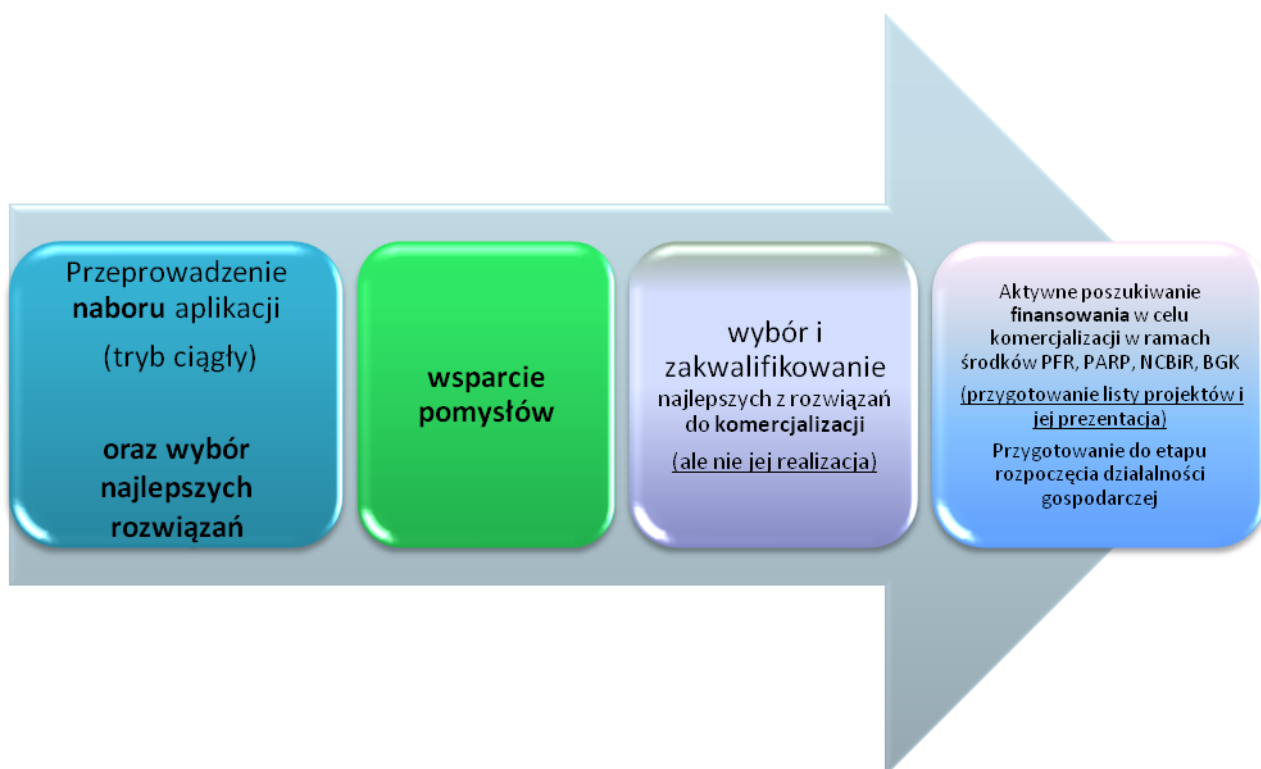 Przeprowadzenie
naboru aplikacji
(tryb ciągły)
oraz wybór
najlepszych
rozwiązań
wsparcie
pomysłów
wybór i
zakwalifikowanie
najlepszych z rozwiązań
do komercjalizacji
(ale nie jej realizacja)
Aktywne poszukiwanie
finansowania w celu
komercjalizacji w ramach
środków PFR, PARP, NCBiR, BGK
(przygotowanie listy projektów i
jej prezentacja)
Przygotowanie do etapu
rozpoczęcia działalności
gospodarczej